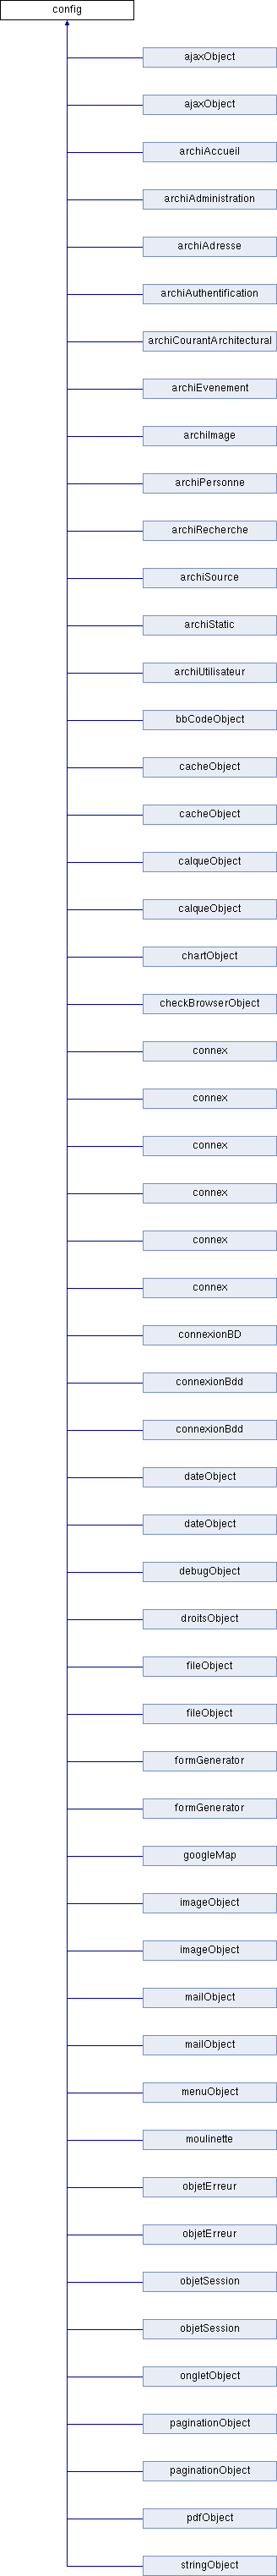 config
ajaxObject
ajaxObject
archiAccueil
archiAdministration
archiAdresse
archiAuthentification
archiCourantArchitectural
archiEvenement
archiImage
archiPersonne
archiRecherche
archiSource
archiStatic
archiUtilisateur
bbCodeObject
cacheObject
cacheObject
calqueObject
calqueObject
chartObject
checkBrowserObject
connex
connex
connex
connex
connex
connex
connexionBD
connexionBdd
connexionBdd
dateObject
dateObject
debugObject
droitsObject
fileObject
fileObject
formGenerator
formGenerator
googleMap
imageObject
imageObject
mailObject
mailObject
menuObject
moulinette
objetErreur
objetErreur
objetSession
objetSession
ongletObject
paginationObject
paginationObject
pdfObject
stringObject